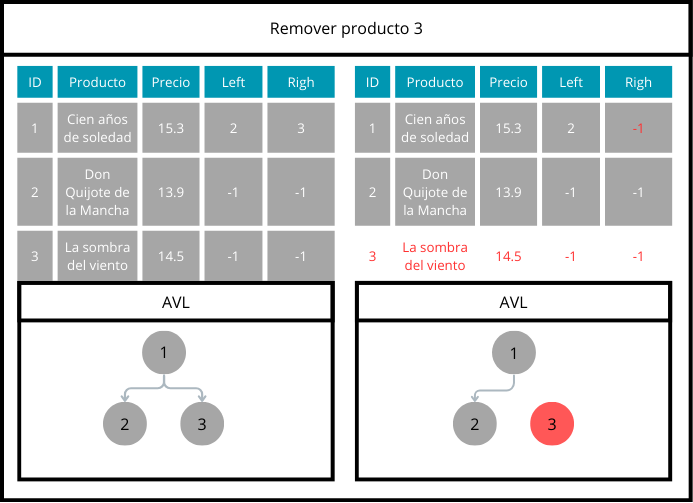 Remover producto 3
ID Producto Precio Left Righ
1 Cien años de soledad 15.3 2 3
2 Don Quijote de la Mancha 13.9 -1 -1
3 La sombra del viento 14.5 -1 -1
AVL
1
2 3
ID Producto Precio Left Righ
1 Cien años de soledad 15.3 2 -1
2 Don Quijote de la Mancha 13.9 -1 -1
3 La sombra del viento 14.5 -1 -1
AVL
1
2 3